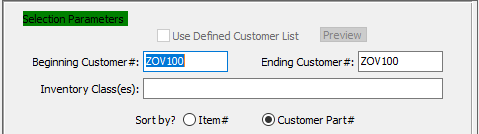 Selection Parameters
Use Defined Customer List Preview
Beginning Customer#: ZOV100 Ending Customer#: ZOV100
Inventory Class(es):
Sort by? Item# Customer Part#